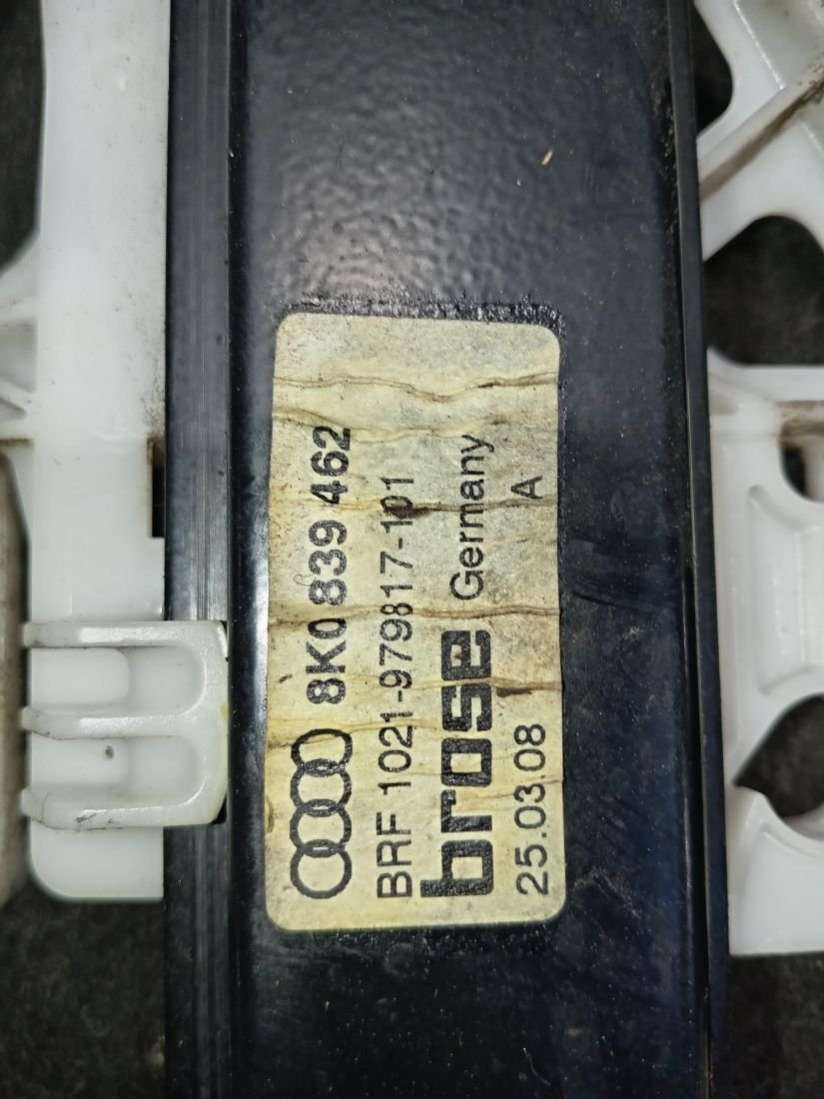 8K0 839 462
BRF 1021-979817-101
brose Germany
25.03.08 A